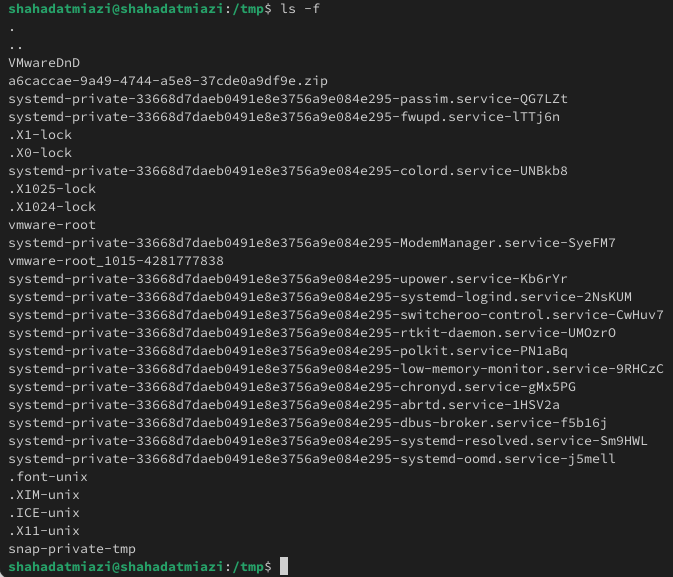 shahadatmiazi@shahadatmiazi:/tmp$ ls -f
.
..
VMwareDnD
a6caccae-9a49-4744-a5e8-37cde0a9df9e.zip
systemd-private-33668d7daeb0491e8e3756a9e084e295-passim.service-QG7LZt
systemd-private-33668d7daeb0491e8e3756a9e084e295-fwupd.service-lTTj6n
.X1-lock
.X0-lock
systemd-private-33668d7daeb0491e8e3756a9e084e295-colord.service-UNBkb8
.X1025-lock
.X1024-lock
vmware-root
systemd-private-33668d7daeb0491e8e3756a9e084e295-ModemManager.service-SyeFM7
vmware-root_1015-4281777838
systemd-private-33668d7daeb0491e8e3756a9e084e295-upower.service-Kb6rYr
systemd-private-33668d7daeb0491e8e3756a9e084e295-systemd-logind.service-2NsKUM
systemd-private-33668d7daeb0491e8e3756a9e084e295-switcheroo-control.service-CwHuv7
systemd-private-33668d7daeb0491e8e3756a9e084e295-rtkit-daemon.service-UMOzrO
systemd-private-33668d7daeb0491e8e3756a9e084e295-polkit.service-PN1aBq
systemd-private-33668d7daeb0491e8e3756a9e084e295-low-memory-monitor.service-9RHCzC
systemd-private-33668d7daeb0491e8e3756a9e084e295-chronyd.service-gMx5PG
systemd-private-33668d7daeb0491e8e3756a9e084e295-abrtd.service-1HSV2a
systemd-private-33668d7daeb0491e8e3756a9e084e295-dbus-broker.service-f5b16j
systemd-private-33668d7daeb0491e8e3756a9e084e295-systemd-resolved.service-Sm9HWL
systemd-private-33668d7daeb0491e8e3756a9e084e295-systemd-oomd.service-j5mell
.font-unix
.XIM-unix
.ICE-unix
.X11-unix
snap-private-tmp
shahadatmiazi@shahadatmiazi:/tmp$